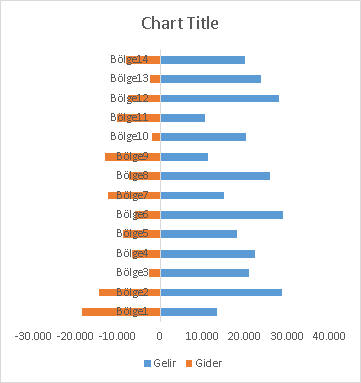 Chart Title
Bölge14
Bölge13
Bölge12
Bölge11
Bölge10
Bölge9
Bölge8
Bölge7
Bölge6
Bölge5
Bölge4
Bölge3
Bölge2
Bölge1
-30.000 -20.000 -10.000 0 10.000 20.000 30.000 40.000
Gelir Gider